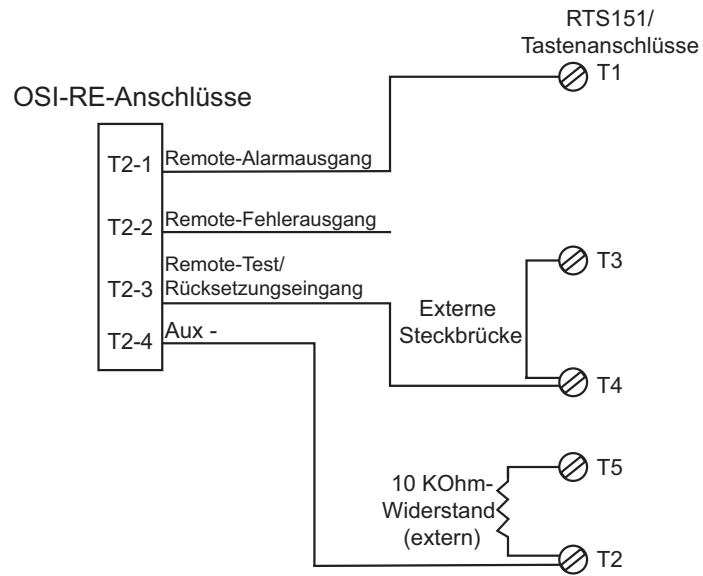 RTS151/
Tastenanschlüsse
T1
OSI-RE-Anschlüsse
T2-1 Remote-Alarmausgang
T2-2 Remote-Fehlerausgang
Remote-Test/
T2-3 Rücksetzungseingang
T2-4 Aux -
T3
Externe
Steckbrücke
T4
T5
10 KOhm-
Widerstand
(extern)
T2